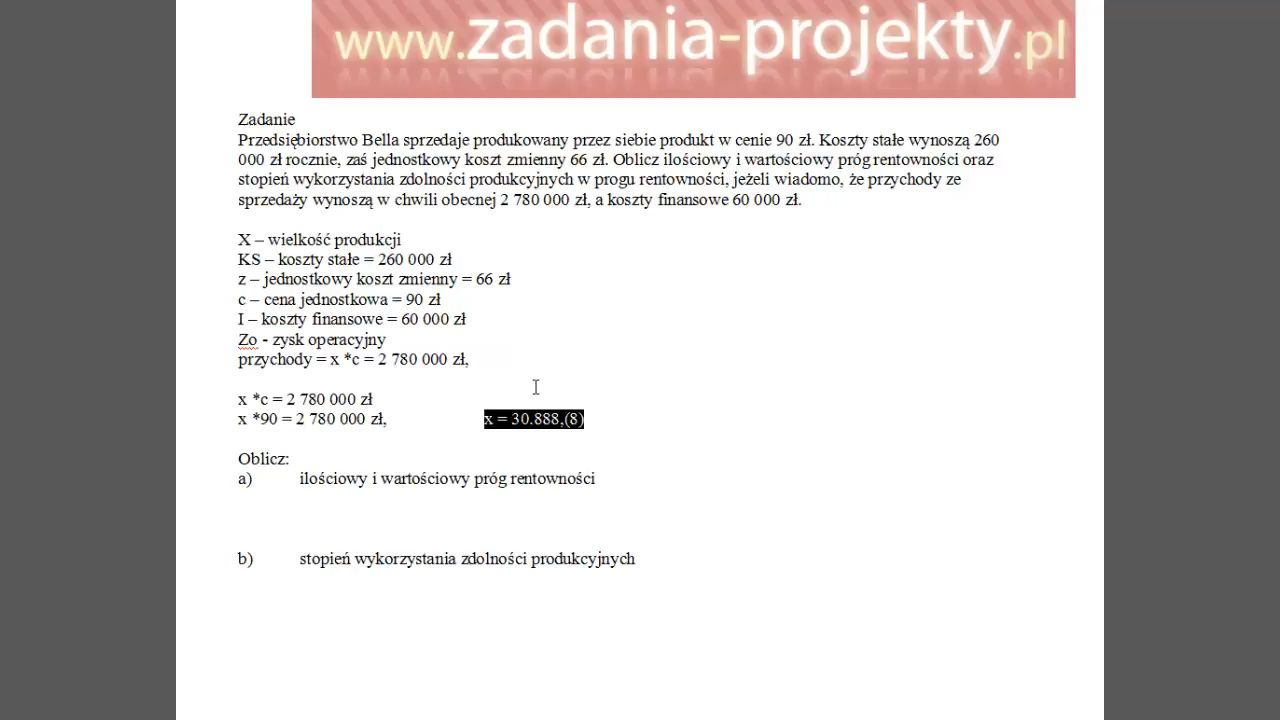 www.zadania-projekty.pl
Zadanie
Przedsiębiorstwo Bella sprzedaje produkowany przez siebie produkt w cenie 90 zł. Koszty stałe wynoszą 260
000 zł rocznie, zaś jednostkowy koszt zmienny 66 zł. Oblicz ilościowy i wartościowy próg rentowności oraz
stopień wykorzystania zdolności produkcyjnych w progu rentowności, jeżeli wiadomo, że przychody ze
sprzedaży wynoszą w chwili obecnej 2 780 000 zł, a koszty finansowe 60 000 zł.
X – wielkość produkcji
KS – koszty stałe = 260 000 zł
z – jednostkowy koszt zmienny = 66 zł
c – cena jednostkowa = 90 zł
I – koszty finansowe = 60 000 zł
Zo - zysk operacyjny
przychody = x *c = 2 780 000 zł,
x *c = 2 780 000 zł
x *90 = 2 780 000 zł, x = 30.888,(8)
Oblicz:
a) ilościowy i wartościowy próg rentowności
b) stopień wykorzystania zdolności produkcyjnych